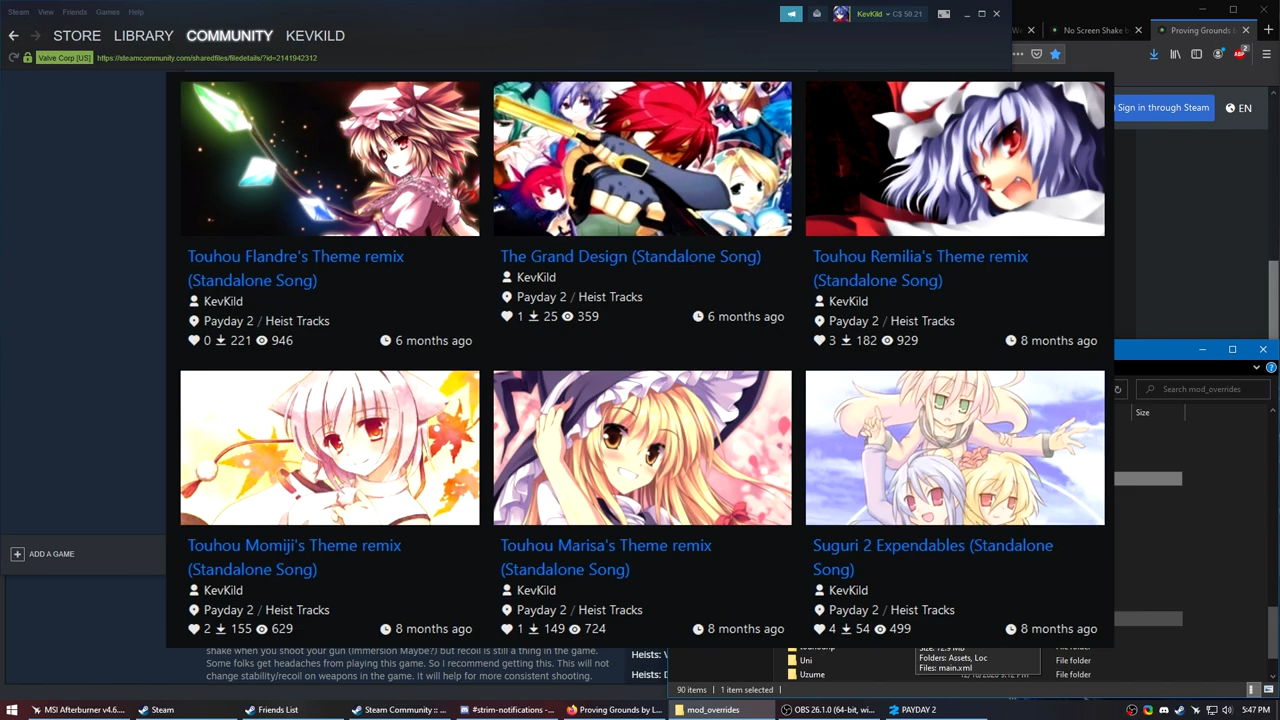 Steam View Friends Games Help
KevKild C$ 50.21
STORE LIBRARY COMMUNITY KEVKILD
Valve Corp [US] https://steamcommunity.com/sharedfiles/filedetails/?id=2141942312
No Screen Shake b
Proving Grounds b
ABP 2
Sign in through Steam EN
Touhou Flandre's Theme remix
(Standalone Song)
KevKild
Payday 2 / Heist Tracks
0 221 946 6 months ago
The Grand Design (Standalone Song)
KevKild
Payday 2 / Heist Tracks
1 25 359 6 months ago
Touhou Remilia's Theme remix
(Standalone Song)
KevKild
Payday 2 / Heist Tracks
3 182 929 8 months ago
Touhou Momiji's Theme remix
(Standalone Song)
KevKild
Payday 2 / Heist Tracks
2 155 629 8 months ago
Touhou Marisa's Theme remix
(Standalone Song)
KevKild
Payday 2 / Heist Tracks
1 149 724 8 months ago
Suguri 2 Expendables (Standalone
Song)
KevKild
Payday 2 / Heist Tracks
4 54 499 8 months ago
Search mod_overrides
Size
ADD A GAME
shake when you shoot your gun (Immersion Maybe?) but recoil is still a thing in the game.
Some folks get headaches from playing this game. So i recommend getting this. This will not
change stability/recoil on weapons in the game. It will help for more consistent shooting.
Heists:
Heists:
File folder
Uni File folder
Uzume File folder
Folders: Assets, Loc
Files: main.xml
90 items 1 item selected
MSI Afterburner v4.6....
Steam
Friends List
Steam Community :: ...
#strim-notifications -...
Proving Grounds by L...
mod_overrides
OBS 26.1.0 (64-bit, wi...
PAYDAY 2
5:47 PM